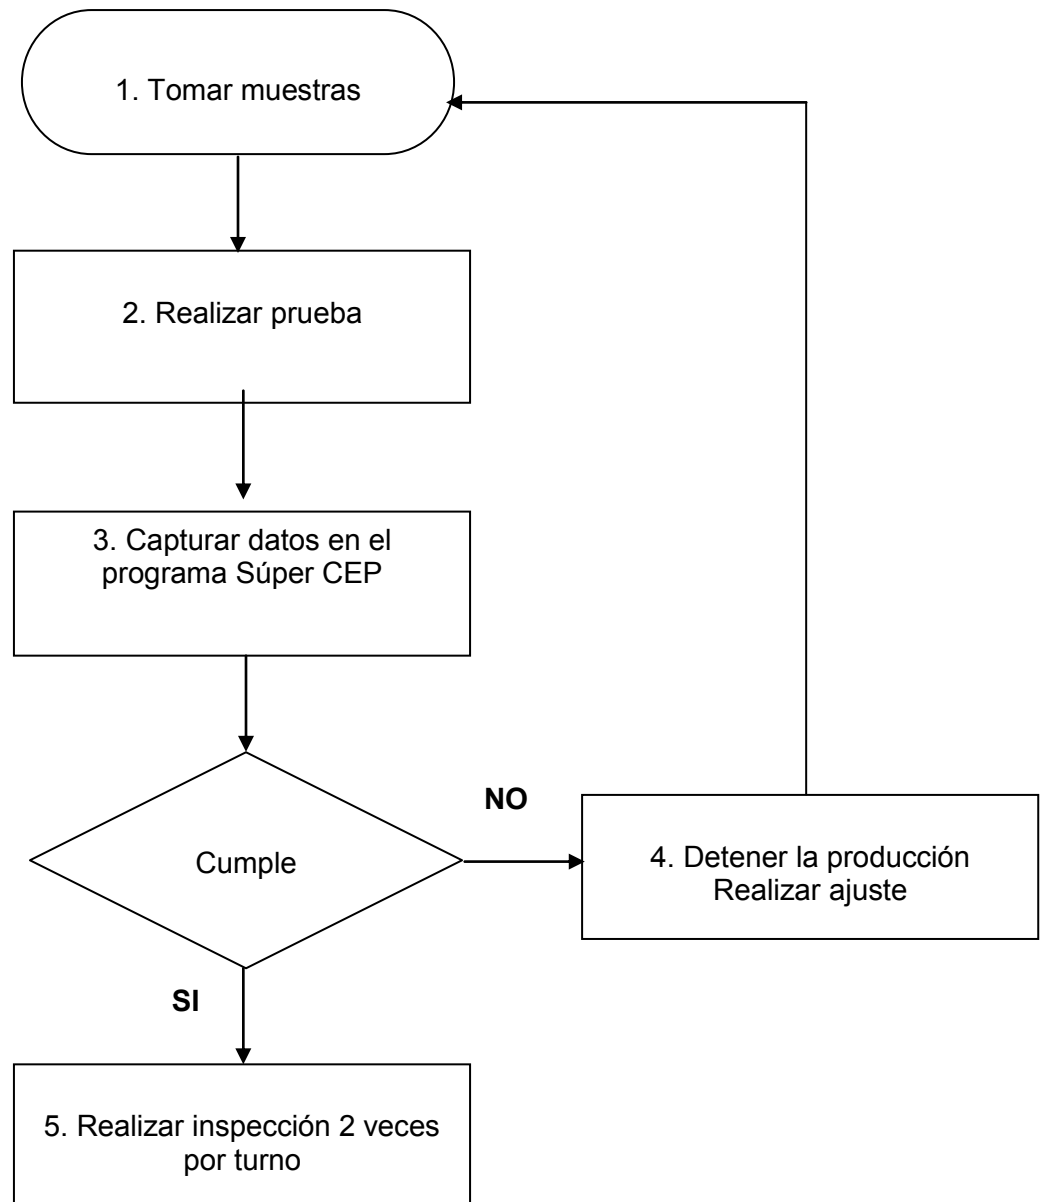 1. Tomar muestras
2. Realizar prueba
3. Capturar datos en el
programa Súper CEP
NO
Cumple
4. Detener la producción
Realizar ajuste
SI
5. Realizar inspección 2 veces
por turno